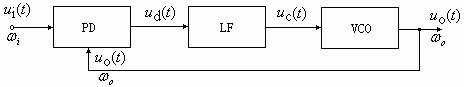 u_i(t)
PD
u_d(t)
LF
u_c(t)
VCO
u_o(t)
ω_i
ω_o
u_o(t)
ω_o